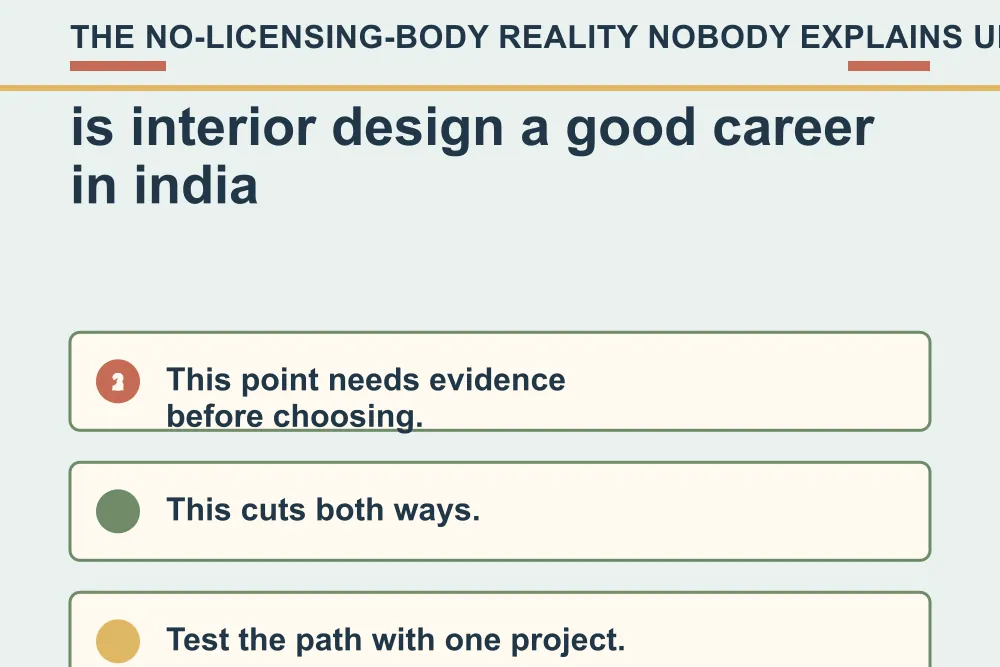 THE NO-LICENSING-BODY REALITY NOBODY EXPLAINS
is interior design a good career
in india
This point needs evidence
before choosing.
This cuts both ways.
Test the path with one project.